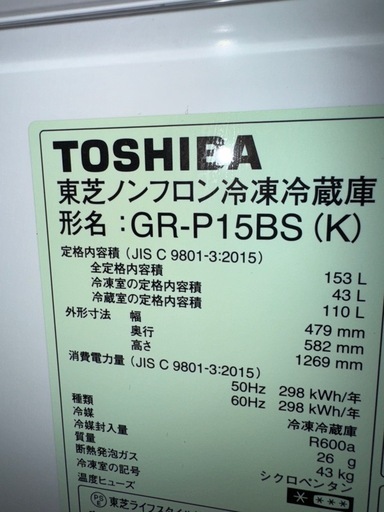 TOSHIBA
東芝ノンフロン冷凍冷蔵庫
形名：GR-P15BS (K)
定格内容積 (JIS C 9801-3:2015)
全定格内容積 153 L
冷凍室の定格内容積 43 L
冷蔵室の定格内容積 110 L
外形寸法 幅 479 mm
奥行 582 mm
高さ 1269 mm
消費電力量 (JIS C 9801-3:2015)
50Hz 298 kWh/年
60Hz 298 kWh/年
種類 冷凍冷蔵庫
冷媒 R600a
冷媒封入量 26 g
質量 43 kg
断熱発泡ガス シクロペンタン
冷凍室の記号
温度ヒューズ
東芝ライフスタイル